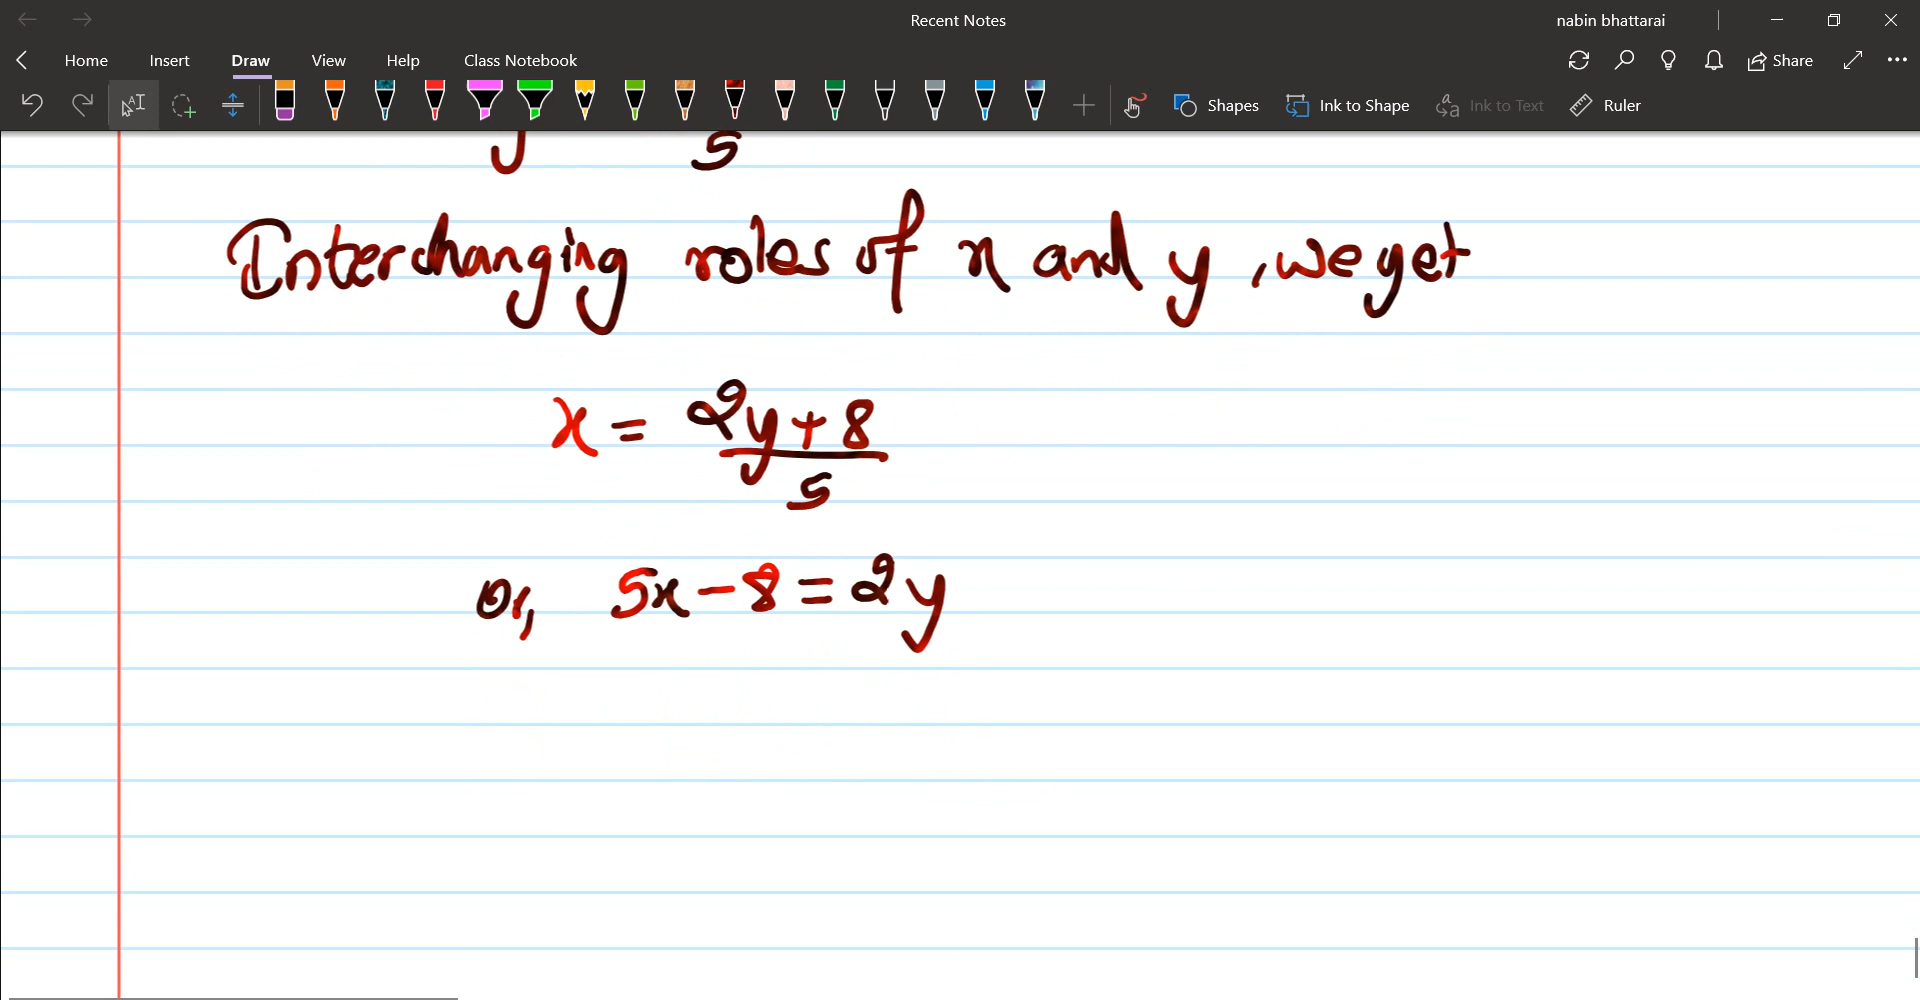 Recent Notes
nabin bhattarai
Home Insert Draw View Help Class Notebook
Share
Shapes Ink to Shape Ink to Text Ruler
y 5
Interchanging roles of x and y, we get
x = 2y+8
5
Or, 5x-8=2y